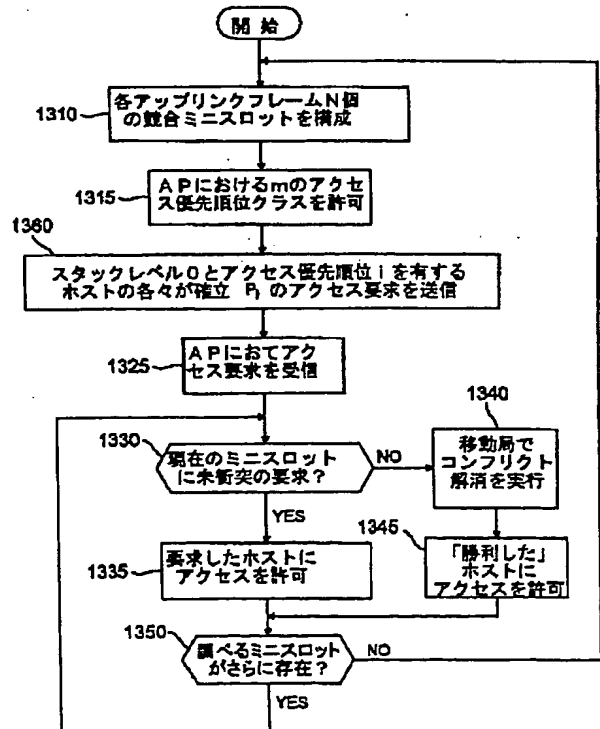 開 始
1310
各アップリンクフレームN個
の競合ミニスロットを構成
1315
APにおけるmのアクセ
ス優先順位クラスを許可
1360
スタックレベル0とアクセス優先順位iを有する
ホストの各々が確立 Pi のアクセス要求を送信
1325
APにおてアク
セス要求を受信
1330
現在のミニスロット
に未衝突の要求?
NO
1340
移動局で
コンフリクト
解消を実行
YES
1335
要求したホストに
アクセスを許可
1345
「勝利した」
ホストに
アクセスを許可
1350
調べるミニスロット
がさらに存在?
NO
YES